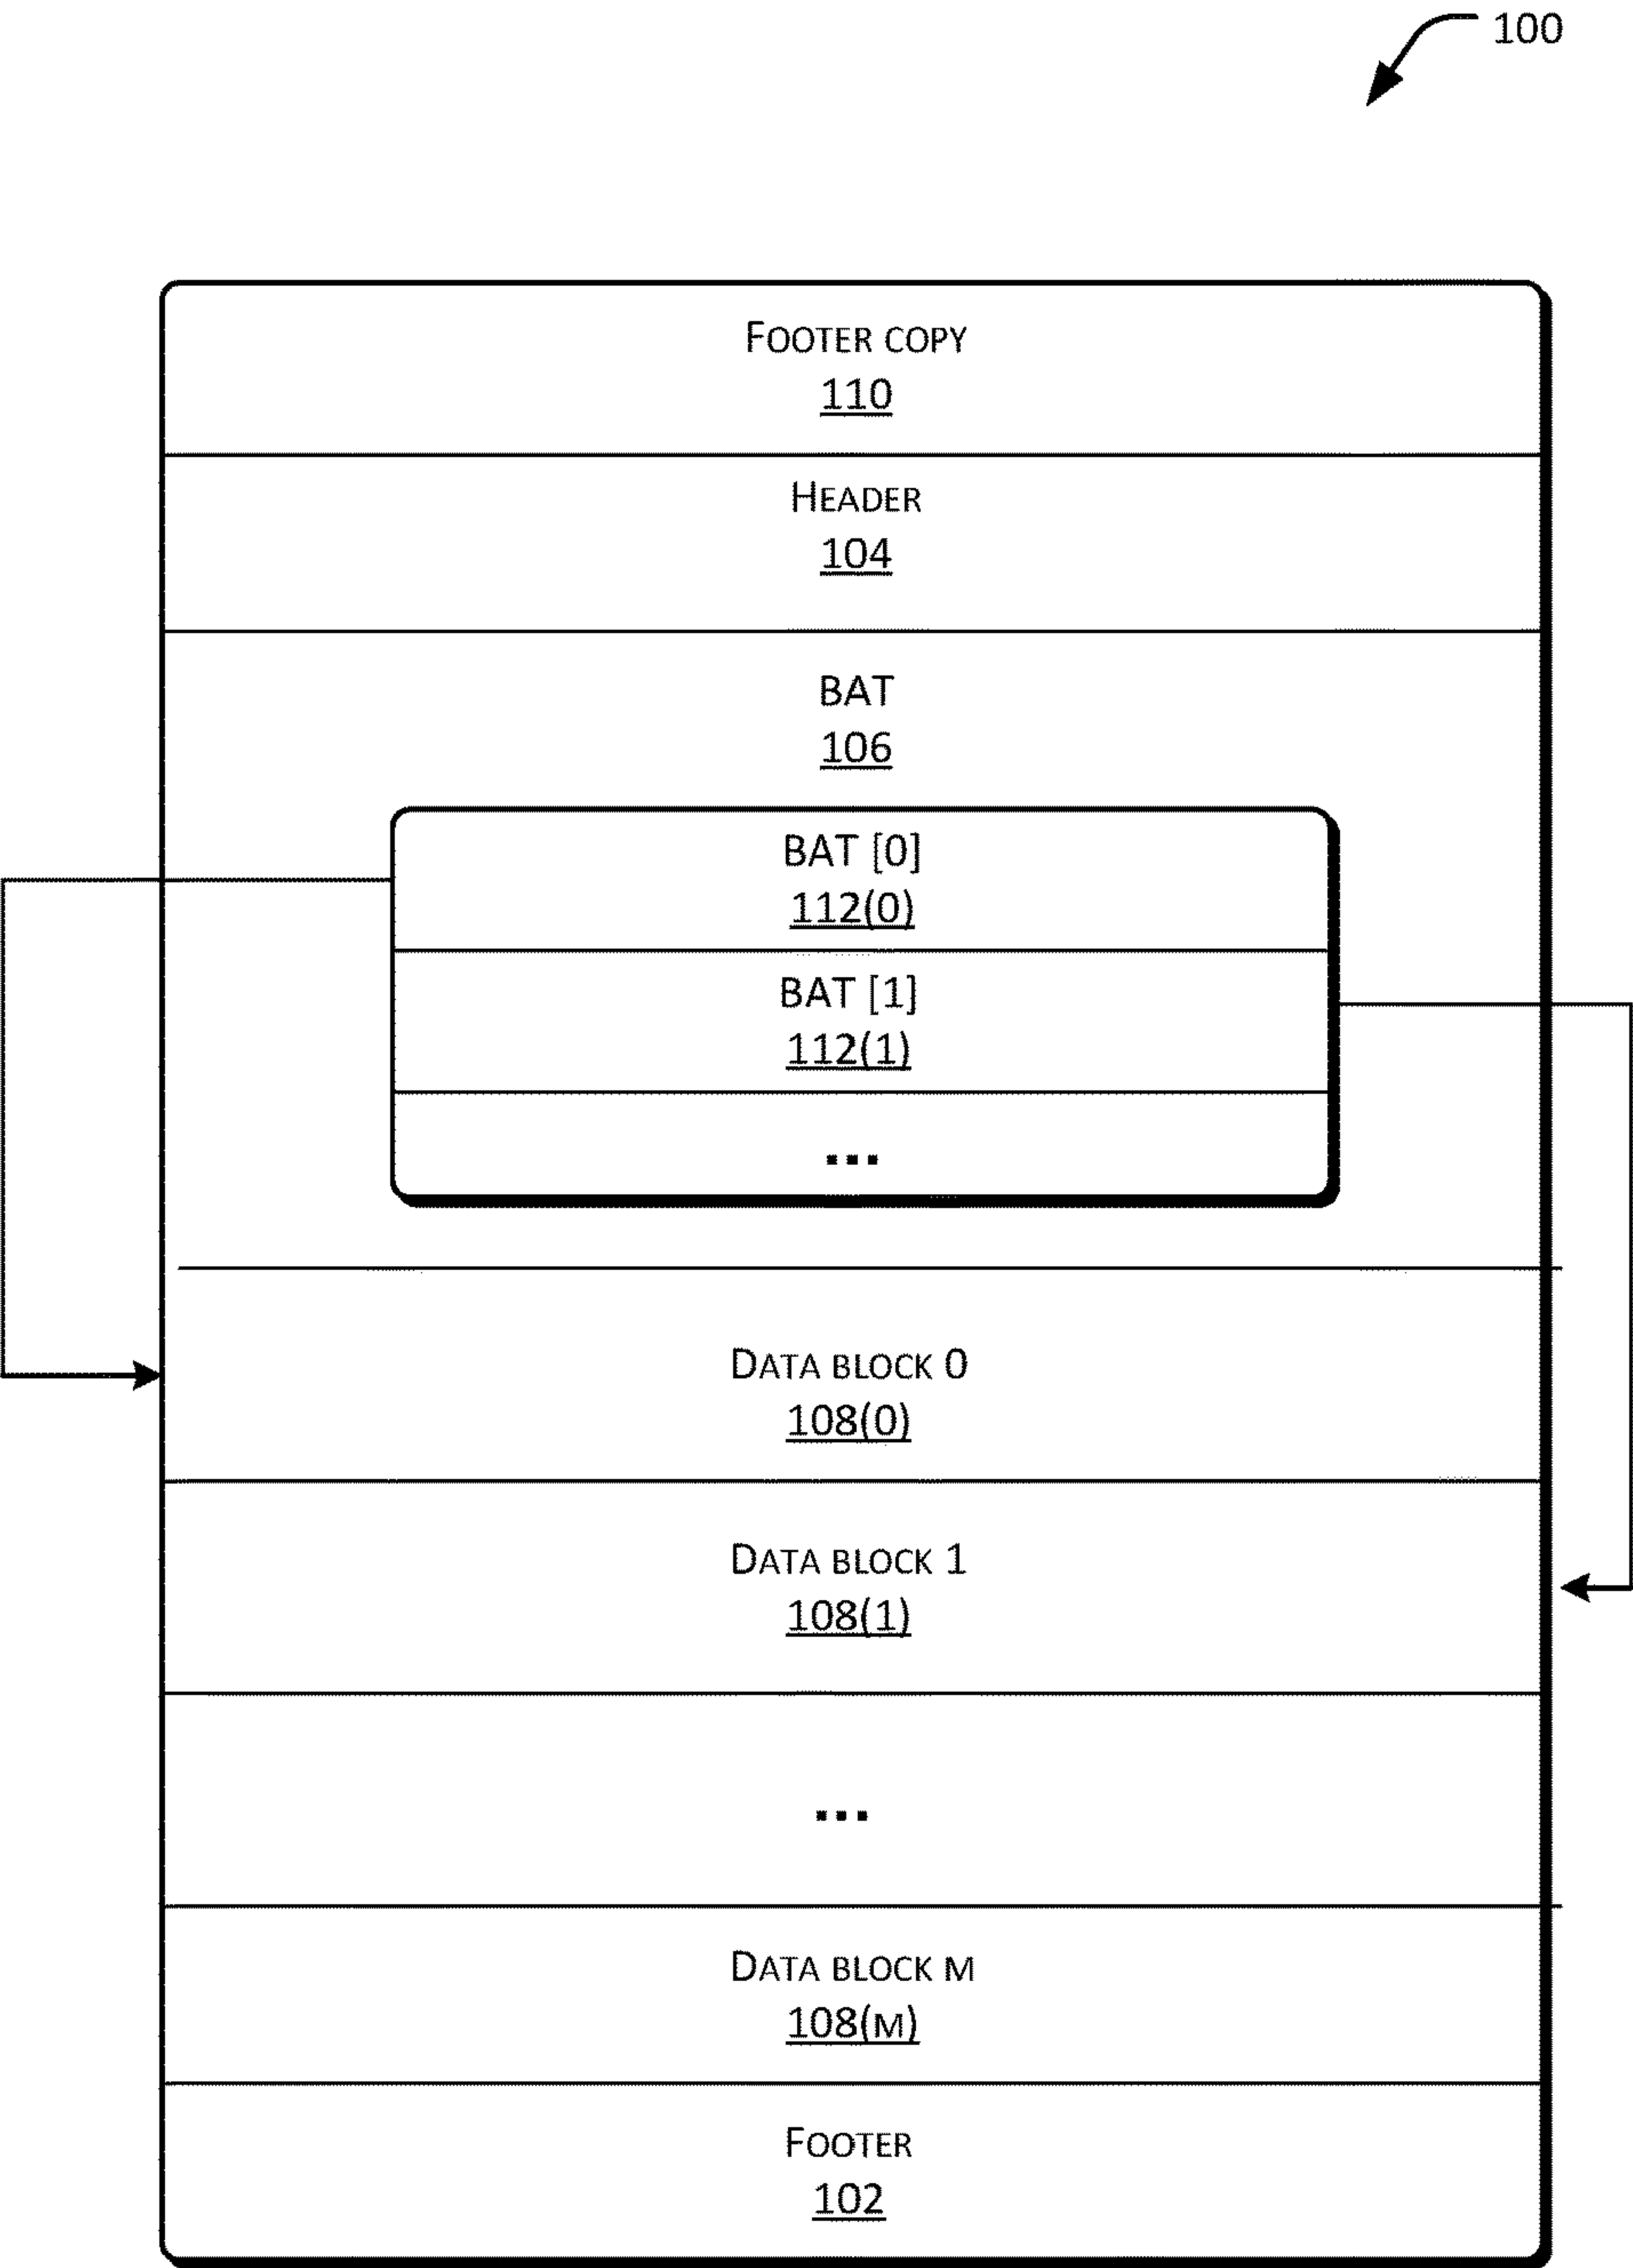 100
FOOTER COPY
110
HEADER
104
BAT
106
BAT [0]
112(0)
BAT [1]
112(1)
...
DATA BLOCK 0
108(0)
DATA BLOCK 1
108(1)
...
DATA BLOCK M
108(M)
FOOTER
102